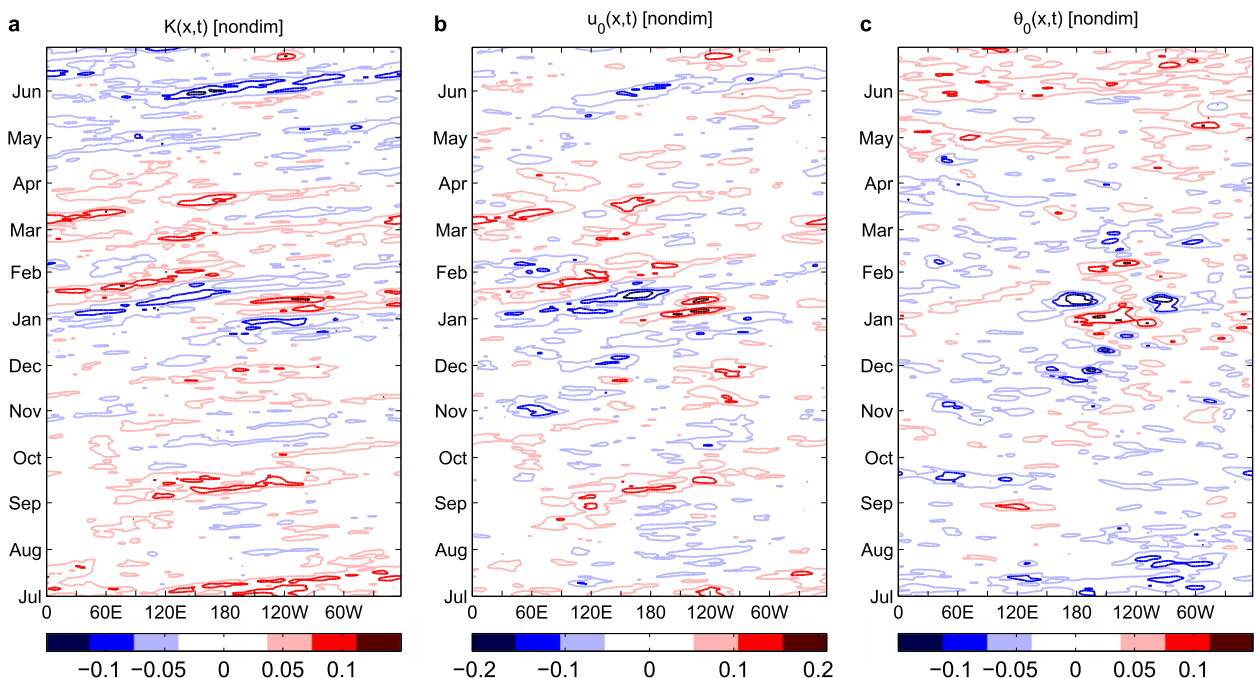 a K(x,t) [nondim]
Jun
May
Apr
Mar
Feb
Jan
Dec
Nov
Oct
Sep
Aug
Jul
0 60E 120E 180 120W 60W
−0.1 −0.05 0 0.05 0.1
b u0(x,t) [nondim]
Jun
May
Apr
Mar
Feb
Jan
Dec
Nov
Oct
Sep
Aug
Jul
0 60E 120E 180 120W 60W
−0.2 −0.1 0 0.1 0.2
c θ0(x,t) [nondim]
Jun
May
Apr
Mar
Feb
Jan
Dec
Nov
Oct
Sep
Aug
Jul
0 60E 120E 180 120W 60W
−0.1 −0.05 0 0.05 0.1